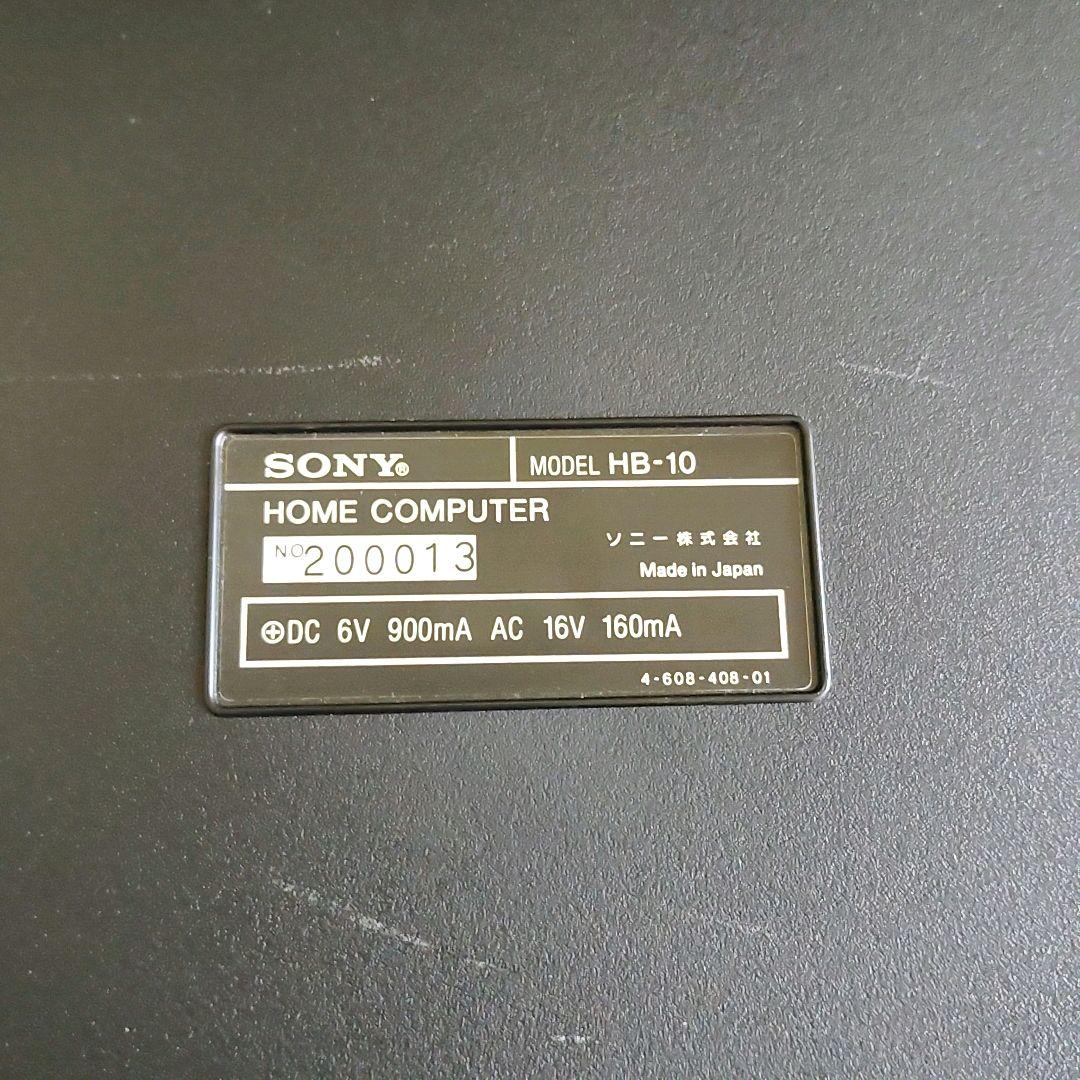 SONY® MODEL HB-10
HOME COMPUTER
NO 200013
ソニー株式会社
Made in Japan
⊕DC 6V 900mA AC 16V 160mA
4-608-408-01